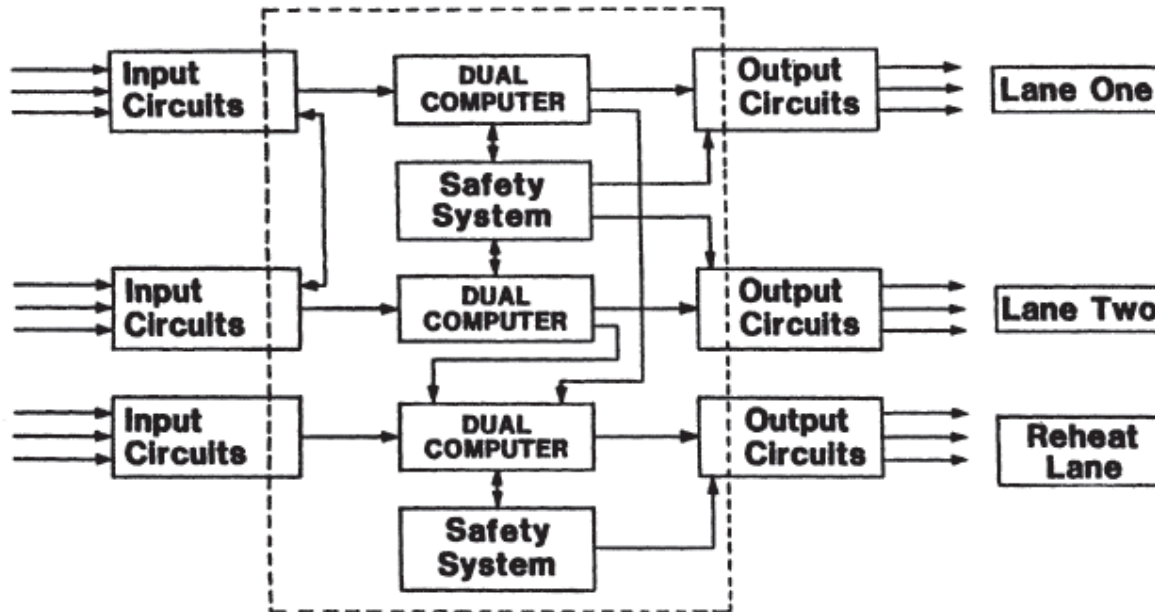 Input
Circuits
DUAL
COMPUTER
Output
Circuits
Lane One
Safety
System
Input
Circuits
DUAL
COMPUTER
Output
Circuits
Lane Two
Input
Circuits
DUAL
COMPUTER
Output
Circuits
Reheat
Lane
Safety
System